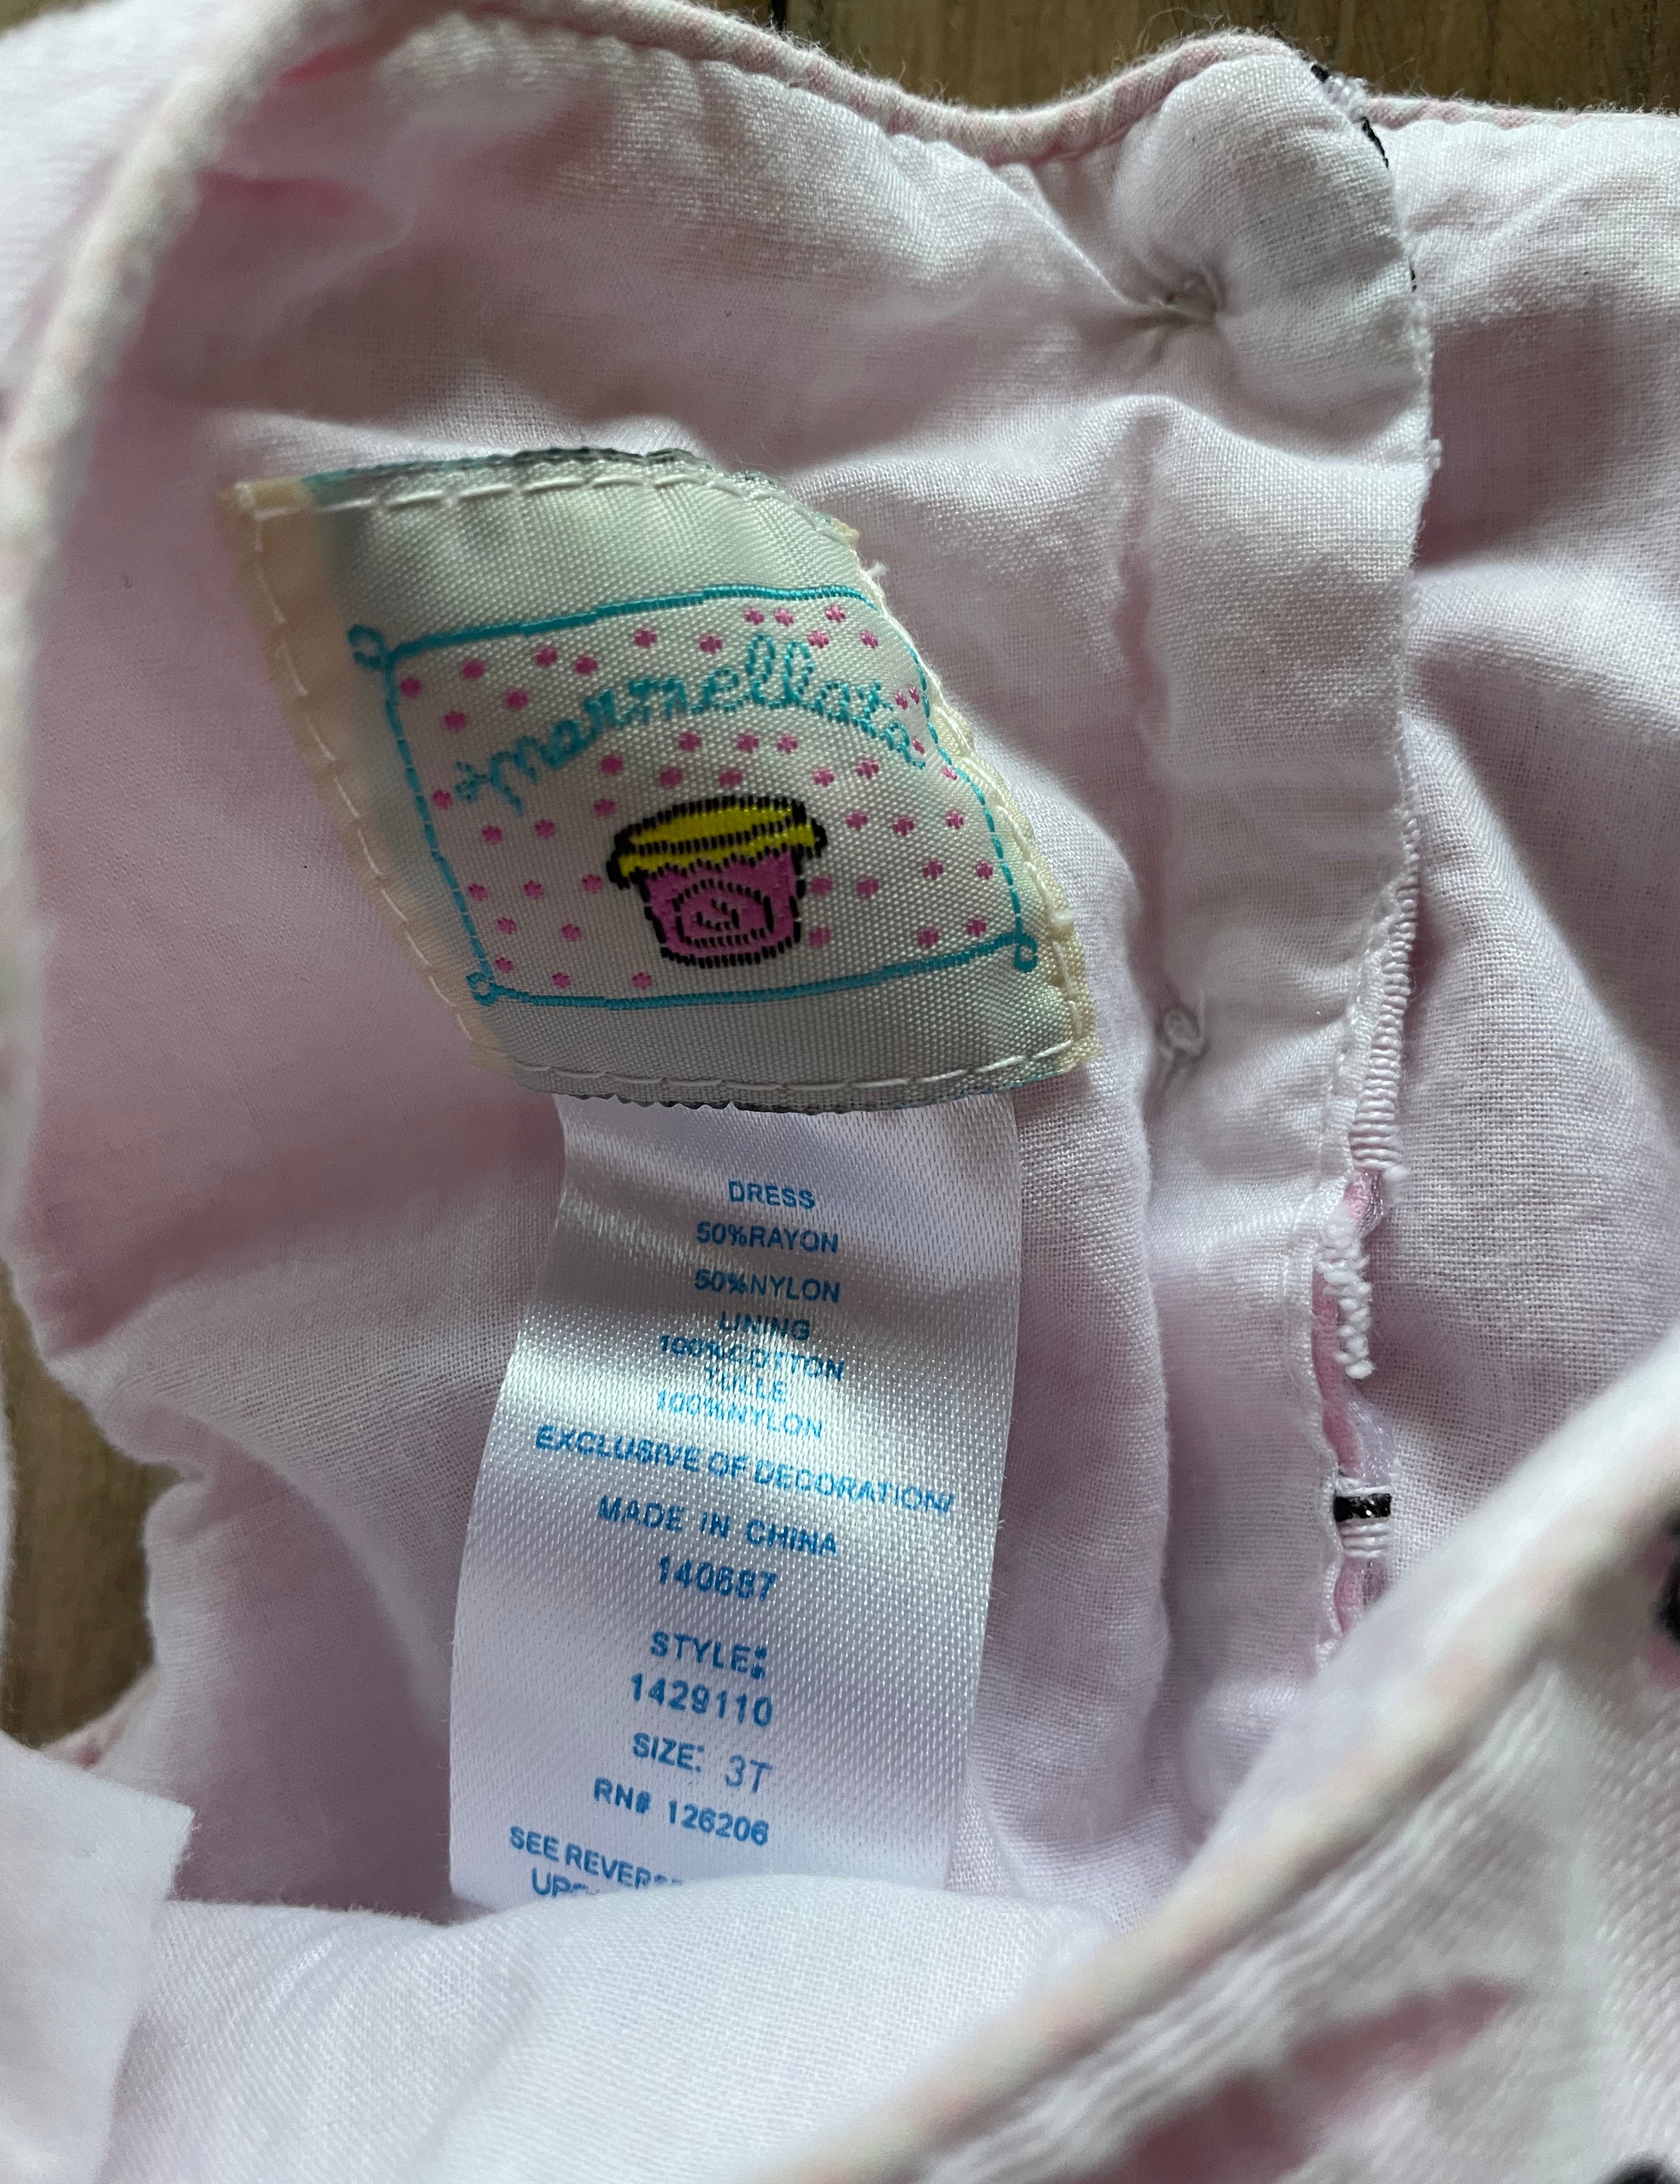 marmellata
DRESS
50%RAYON
50%NYLON
LINING
100%COTTON
TULLE
100%NYLON
EXCLUSIVE OF DECORATION/
MADE IN CHINA
140687
STYLE#:
1429110
SIZE: 3T
RN# 126206
SEE REVERS